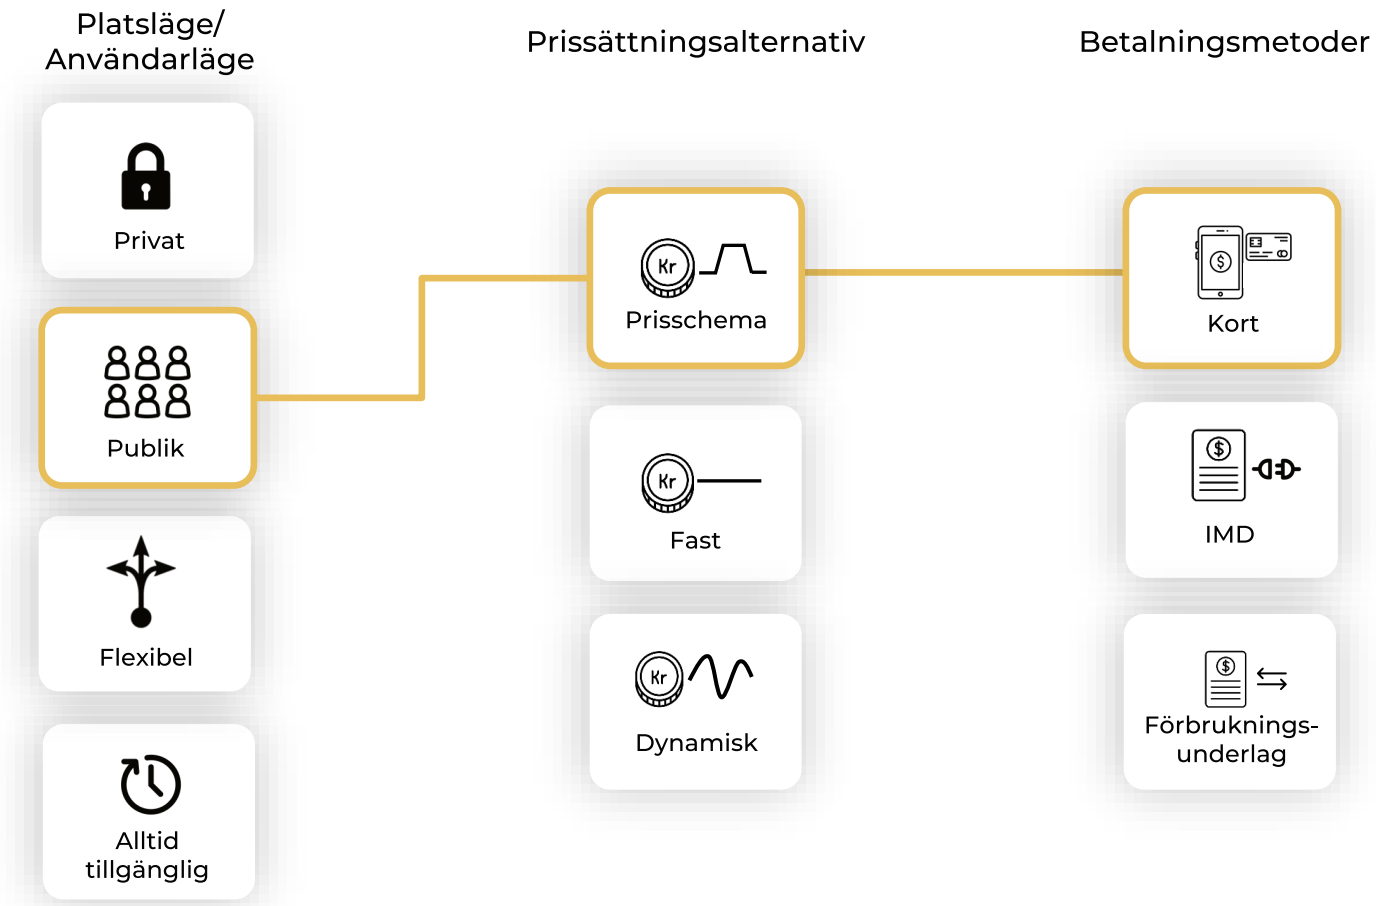 Platsläge/
Användarläge
Prissättningsalternativ
Betalningsmetoder
Privat
Publik
Flexibel
Alltid
tillgänglig
Kr
Prisschema
Kr
Fast
Kr
Dynamisk
$
Kort
$
IMD
$
Förbruknings-
underlag